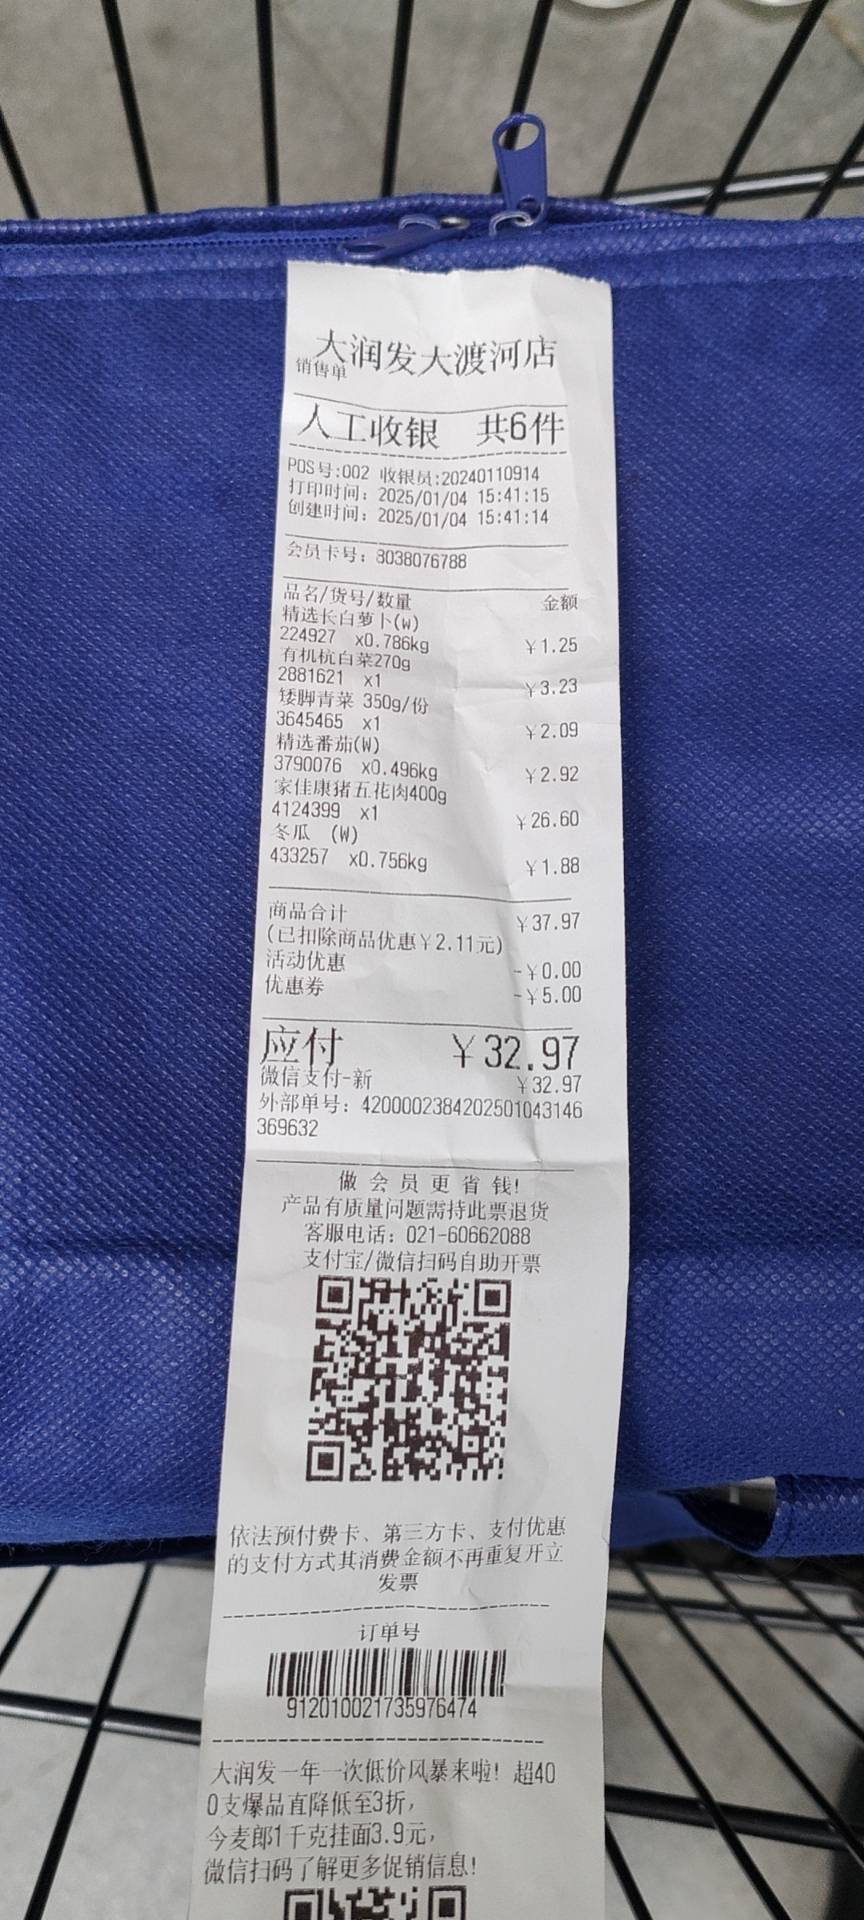 大润发大渡河店
销售单
人工收银 共6件
POS号:002 收银员:20240110914
打印时间: 2025/01/04 15:41:15
创建时间: 2025/01/04 15:41:14
会员卡号: 8038076788
品名/货号/数量 金额
精选长白萝卜(w)
224927 x0.786kg ￥1.25
有机杭白菜270g
2881621 x1 ￥3.23
矮脚青菜 350g/份
3645465 x1 ￥2.09
精选番茄(W)
3790076 x0.496kg ￥2.92
家佳康猪五花肉400g
4124399 x1 ￥26.60
冬瓜 (W)
433257 x0.756kg ￥1.88
商品合计 ￥37.97
(已扣除商品优惠￥2.11元)
活动优惠 -￥0.00
优惠券 -￥5.00
应付 ￥32.97
微信支付-新 ￥32.97
外部单号: 4200002384202501043146
369632
做会员更省钱!
产品有质量问题需持此票退货
客服电话: 021-60662088
支付宝/微信扫码自助开票
依法预付费卡、第三方卡、支付优惠
的支付方式其消费金额不再重复开立
发票
订单号
912010021735976474
大润发一年一次低价风暴来啦! 超40
0支爆品直降低至3折,
今麦郎1千克挂面3.9元,
微信扫码了解更多促销信息!